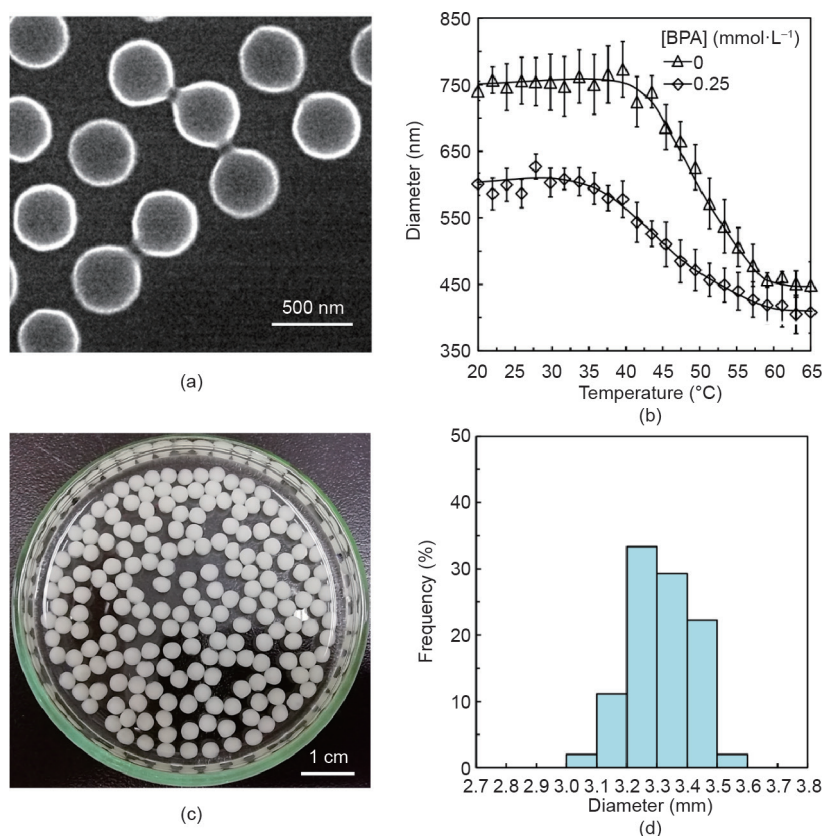 500 nm
(a)
850
750
650
550
450
350
Diameter (nm)
[BPA] (mmol·L⁻¹)
0
0.25
20 25 30 35 40 45 50 55 60 65
Temperature (°C)
(b)
1 cm
(c)
50
40
30
20
10
0
Frequency (%)
2.7 2.8 2.9 3.0 3.1 3.2 3.3 3.4 3.5 3.6 3.7 3.8
Diameter (mm)
(d)